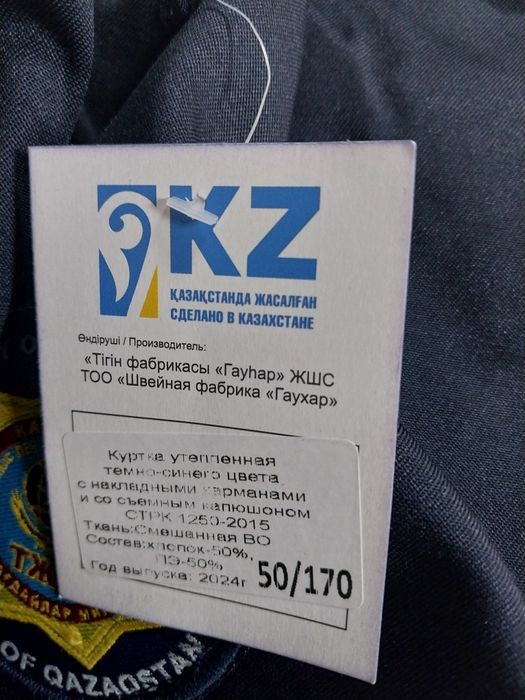 KZ
ҚАЗАҚСТАНДА ЖАСАЛҒАН
СДЕЛАНО В КАЗАХСТАНЕ
Өндіруші / Производитель:
«Тігін фабрикасы «Гауһар» ЖШС
ТОО «Швейная фабрика «Гаухар»
Куртка утепленная
темно-синего цвета
с накладными карманами
и со съемным капюшоном
СТРК 1250-2015
Ткань:Смешанная ВО
Состав:хлопок-50%,
ПЭ-50%
Год выпуска: 2024г 50/170
OF QAZAQSTAN